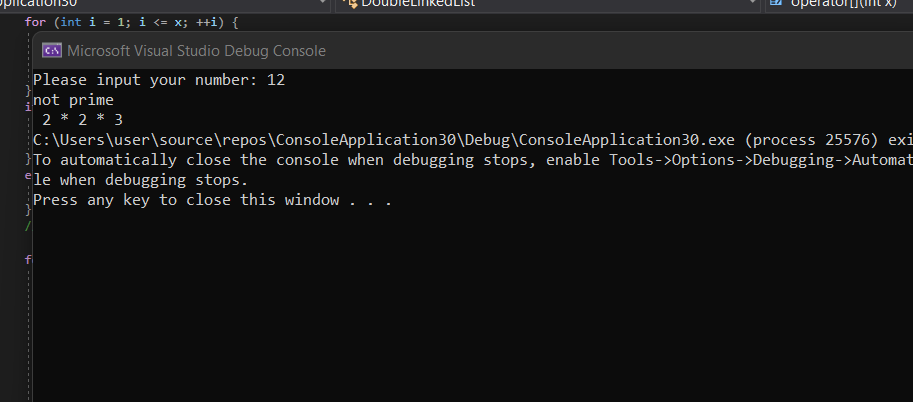 pplication30 DoubleLinkedList operator[](int x)
for (int i = 1; i <= x; ++i) {
Microsoft Visual Studio Debug Console
Please input your number: 12
}
not prime
i
2 * 2 * 3
C:\Users\user\source\repos\ConsoleApplication30\Debug\ConsoleApplication30.exe (process 25576) exi
}
To automatically close the console when debugging stops, enable Tools->Options->Debugging->Automat
e
le when debugging stops.
}
Press any key to close this window . . .
/
f